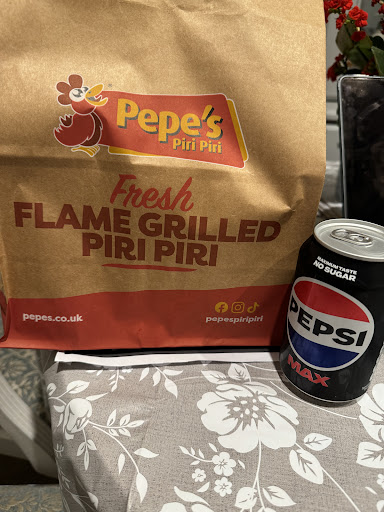 Pepe's
Piri Piri
Fresh
FLAME GRILLED
PIRI PIRI
pepes.co.uk
pepespiripiri
MAXIMUM TASTE
NO SUGAR
PEPSI
MAX